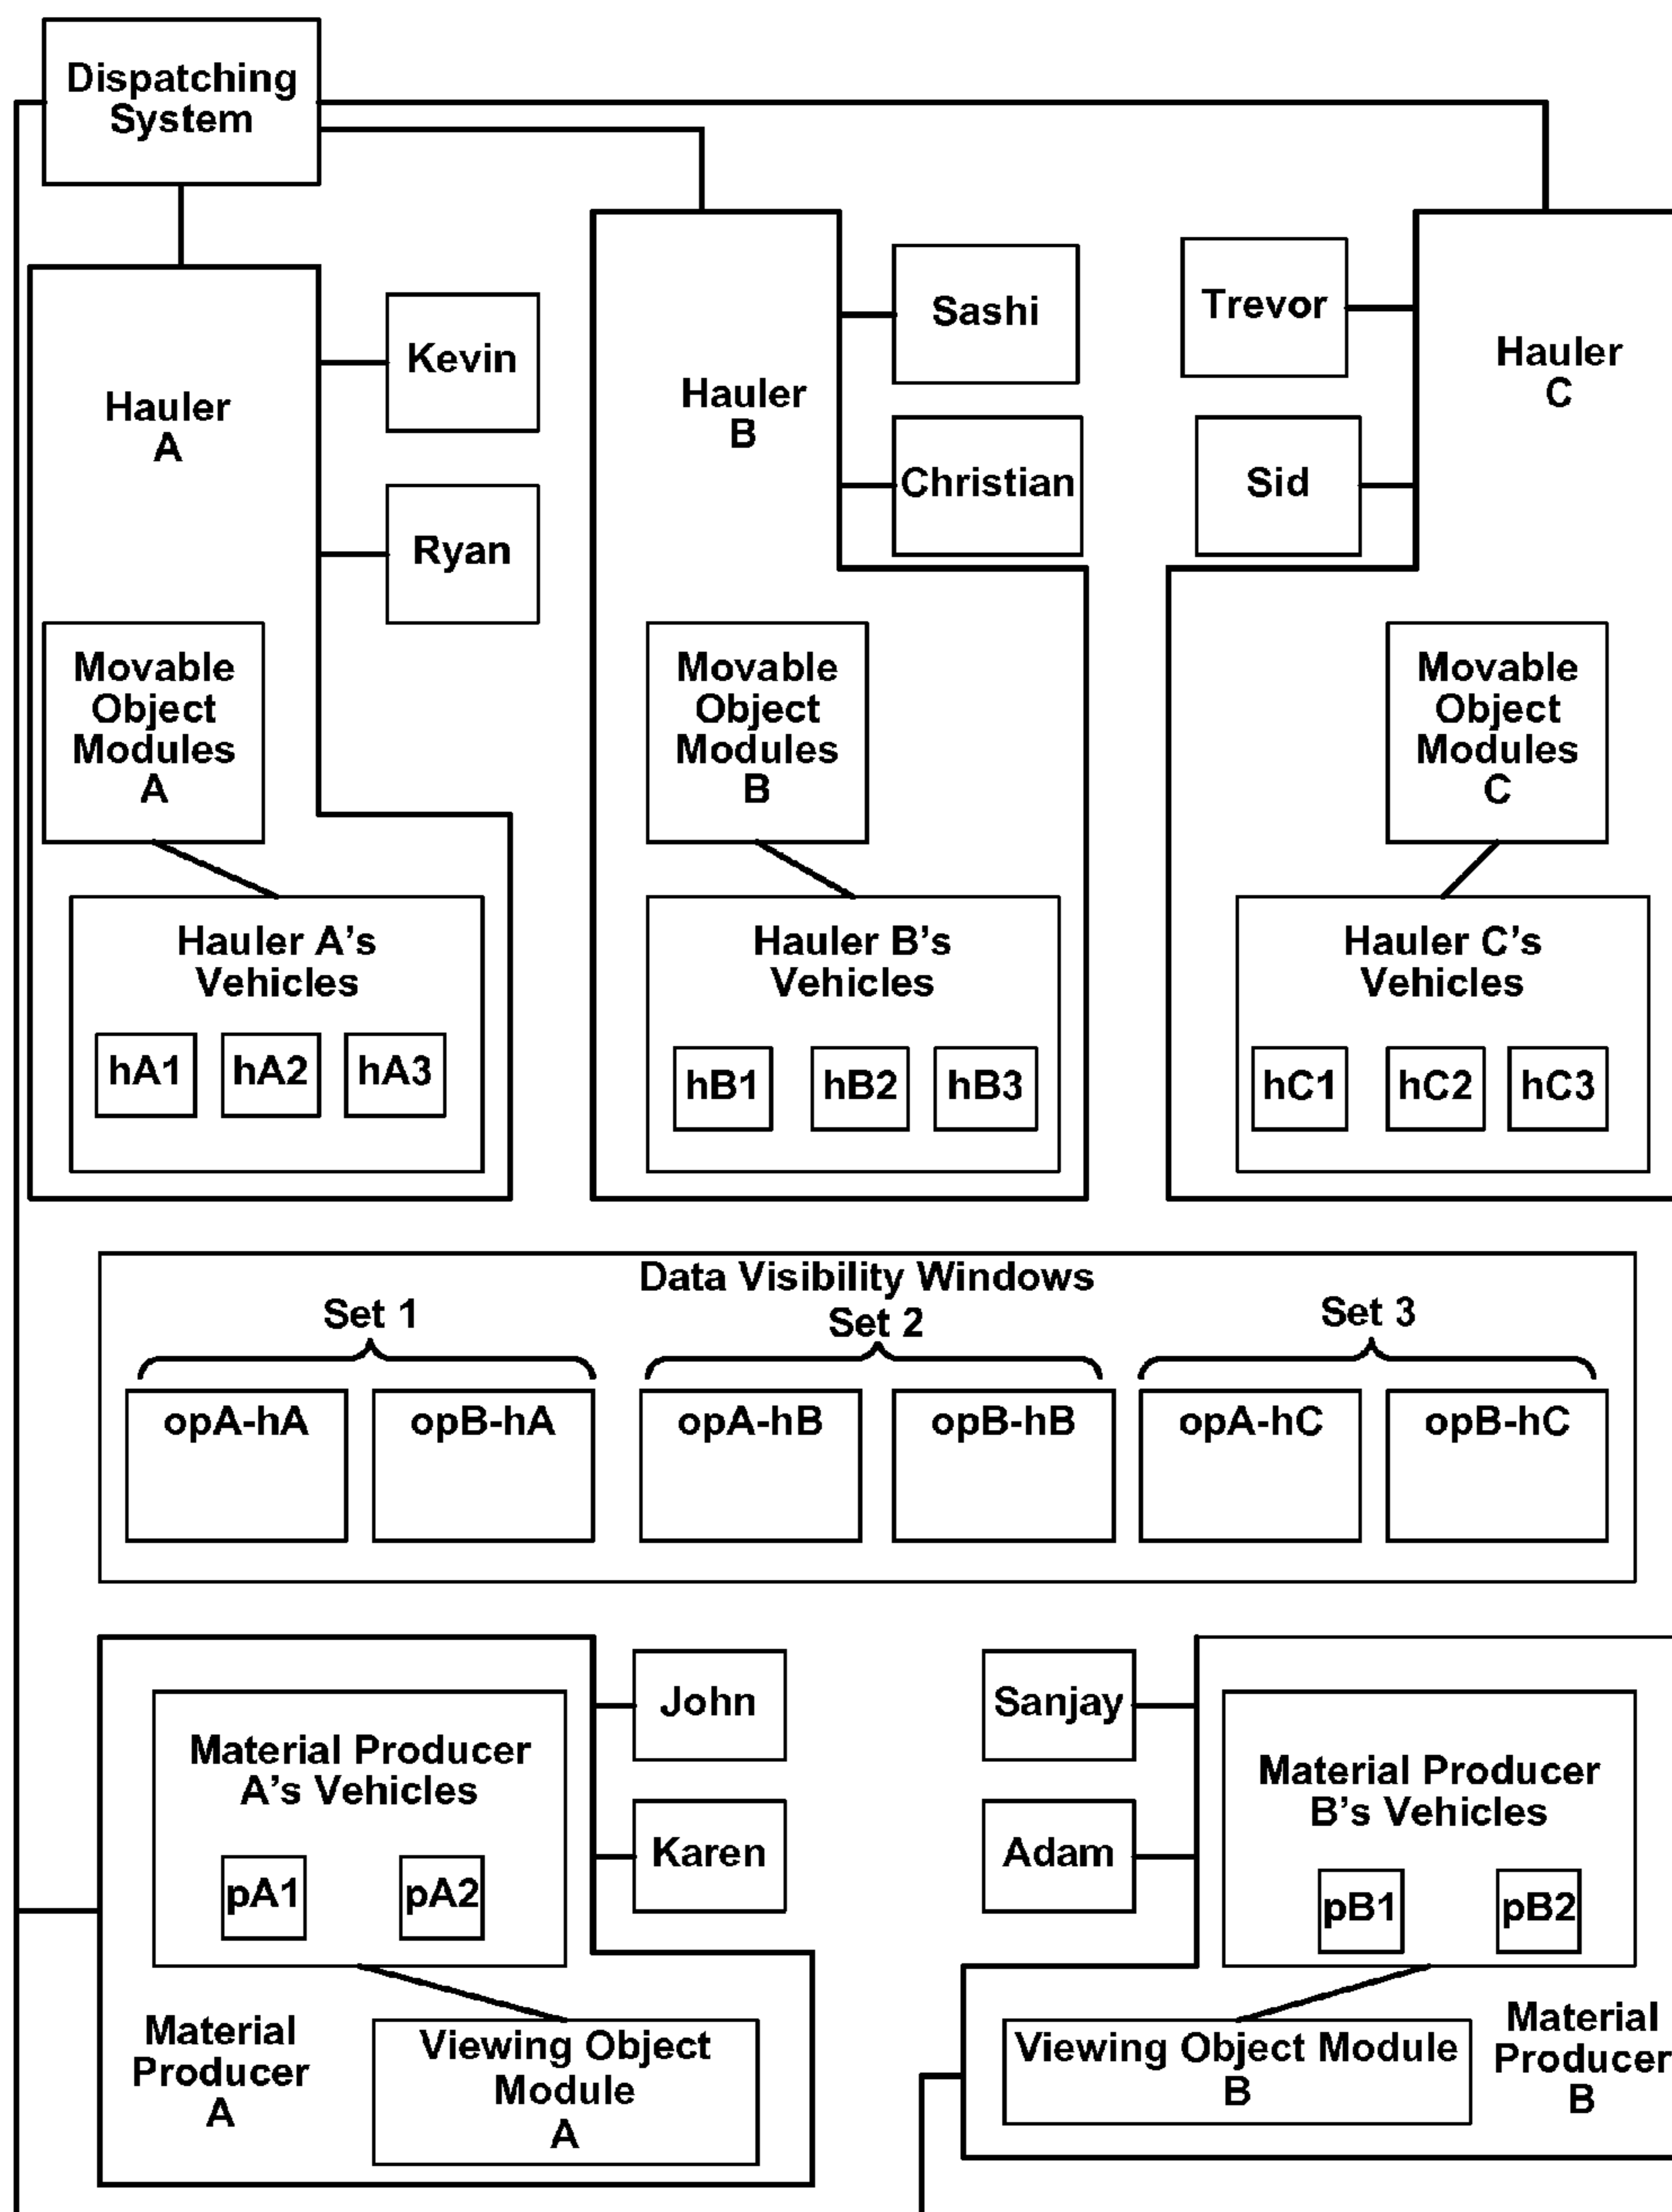 Dispatching
System
Hauler
A
Kevin
Ryan
Movable
Object
Modules
A
Hauler A's
Vehicles
hA1
hA2
hA3
Hauler
B
Sashi
Christian
Movable
Object
Modules
B
Hauler B's
Vehicles
hB1
hB2
hB3
Trevor
Sid
Hauler
C
Movable
Object
Modules
C
Hauler C's
Vehicles
hC1
hC2
hC3
Data Visibility Windows
Set 1
Set 2
Set 3
opA-hA
opB-hA
opA-hB
opB-hB
opA-hC
opB-hC
Material Producer
A's Vehicles
pA1
pA2
Material
Producer
A
Viewing Object
Module
A
John
Karen
Sanjay
Adam
Material Producer
B's Vehicles
pB1
pB2
Viewing Object Module
B
Material
Producer
B